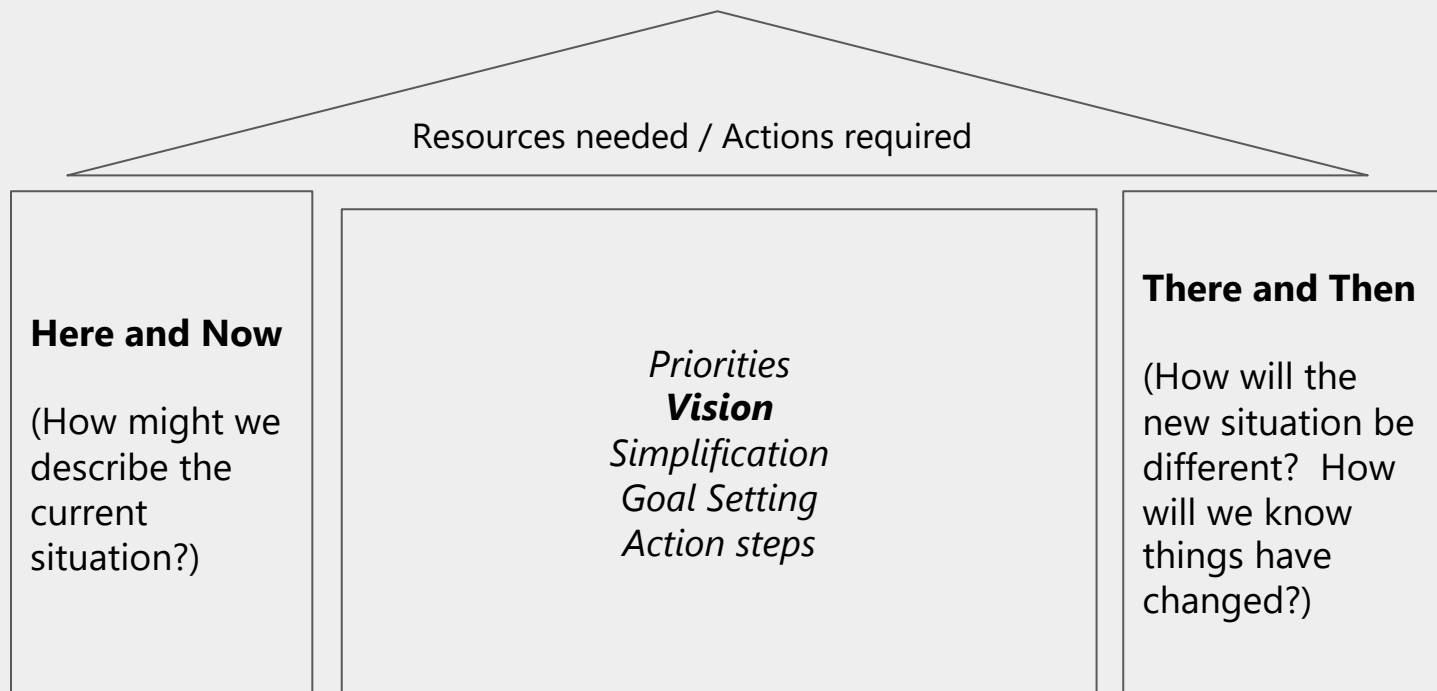 Resources needed / Actions required
Here and Now
(How might we
describe the
current
situation?)
Priorities
Vision
Simplification
Goal Setting
Action steps
There and Then
(How will the
new situation be
different?  How
will we know
things have
changed?)